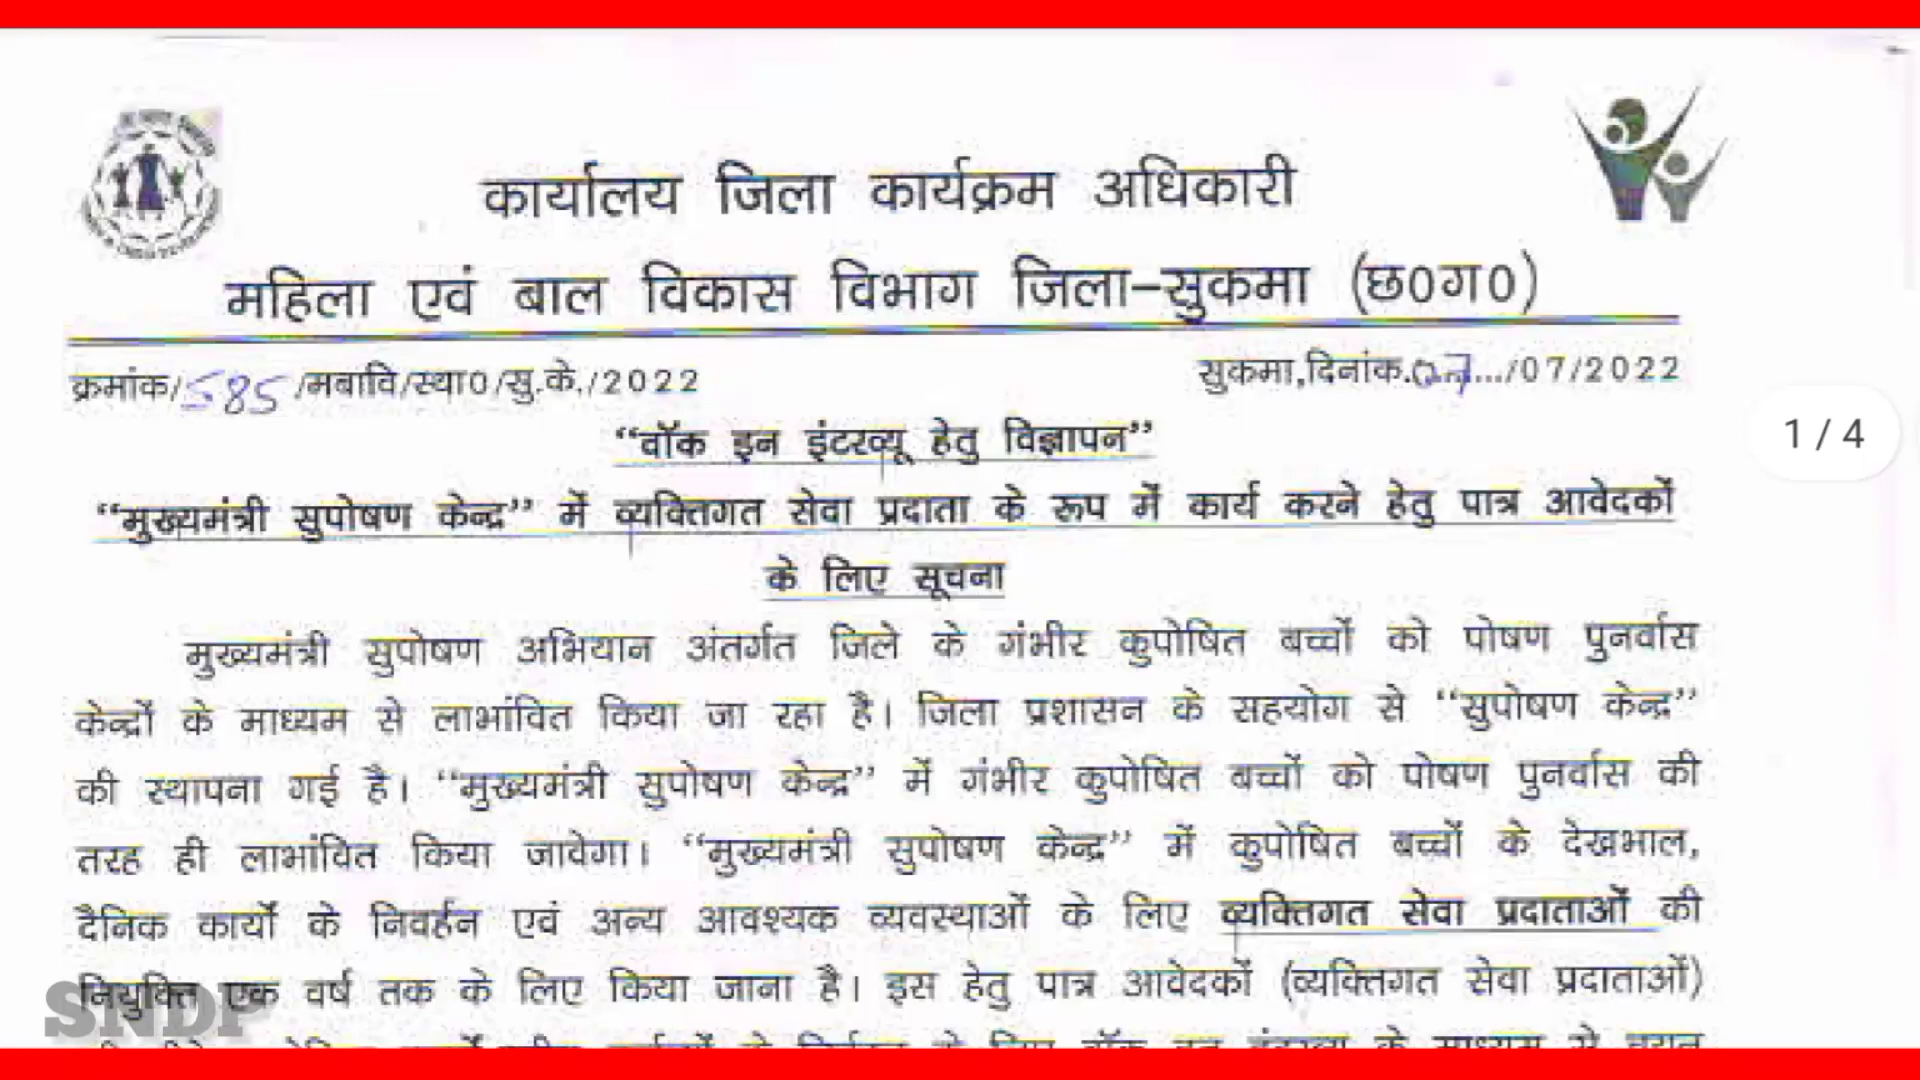 कार्यालय जिला कार्यक्रम अधिकारी
महिला एवं बाल विकास विभाग जिला–सुकमा (छ0ग0)
क्रमांक/585/मबावि/स्था0/सु.के./2022 सुकमा,दिनांक.07.../07/2022
“वॉक इन इंटरव्यू हेतु विज्ञापन”
1 / 4
“मुख्यमंत्री सुपोषण केन्द्र” में व्यक्तिगत सेवा प्रदाता के रूप में कार्य करने हेतु पात्र आवेदकों
के लिए सूचना
मुख्यमंत्री सुपोषण अभियान अंतर्गत जिले के गंभीर कुपोषित बच्चों को पोषण पुनर्वास
केन्द्रों के माध्यम से लाभांवित किया जा रहा है। जिला प्रशासन के सहयोग से “सुपोषण केन्द्र”
की स्थापना गई है। “मुख्यमंत्री सुपोषण केन्द्र” में गंभीर कुपोषित बच्चों को पोषण पुनर्वास की
तरह ही लाभांवित किया जावेगा। “मुख्यमंत्री सुपोषण केन्द्र” में कुपोषित बच्चों के देखभाल,
दैनिक कार्यों के निवर्हन एवं अन्य आवश्यक व्यवस्थाओं के लिए व्यक्तिगत सेवा प्रदाताओं की
नियुक्ति एक वर्ष तक के लिए किया जाना है। इस हेतु पात्र आवेदकों (व्यक्तिगत सेवा प्रदाताओं)
SNDP